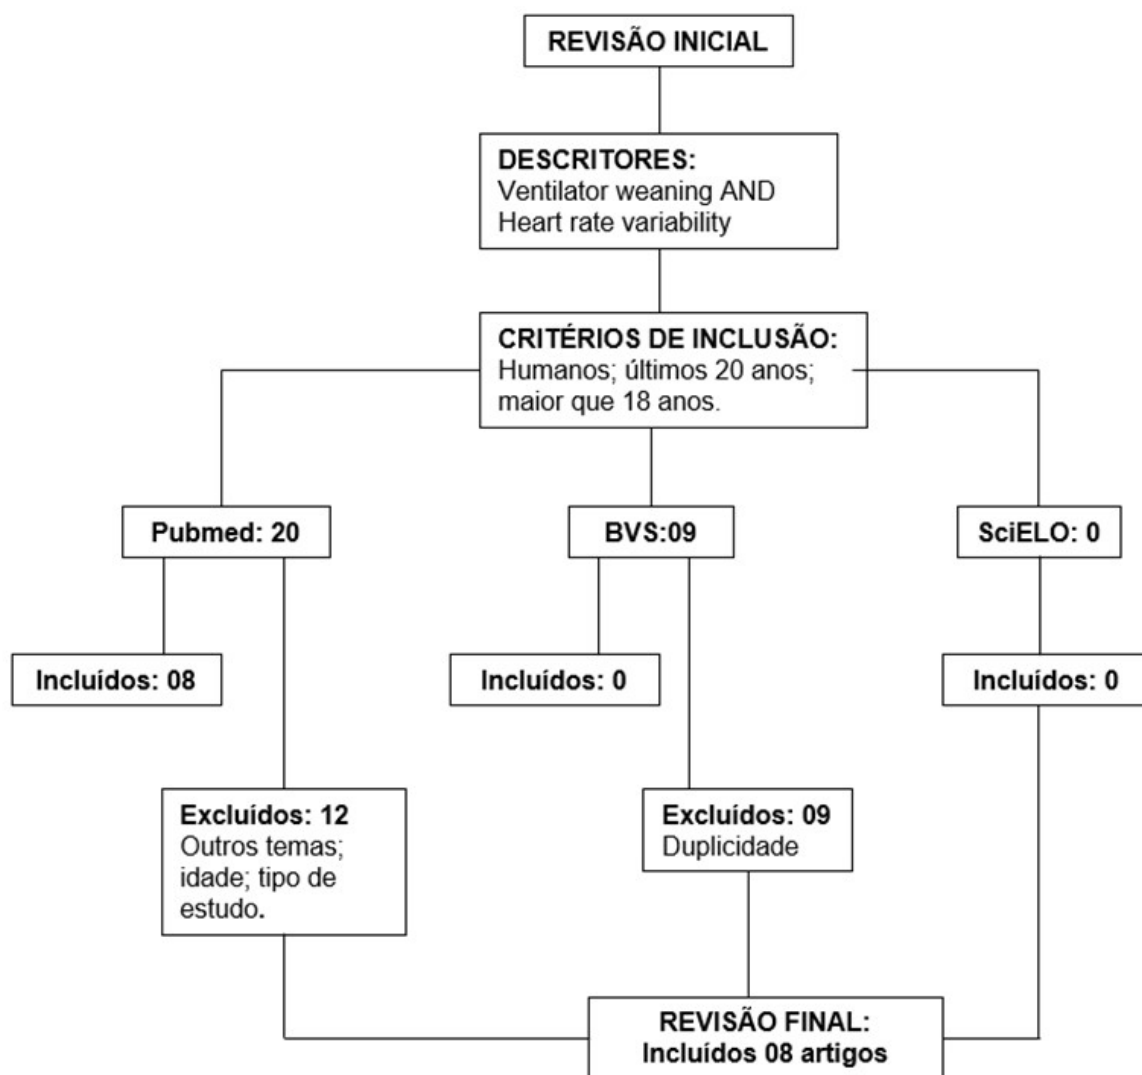 REVISÃO INICIAL
DESCRITORES:
Ventilator weaning AND
Heart rate variability
CRITÉRIOS DE INCLUSÃO:
Humanos; últimos 20 anos;
maior que 18 anos.
Pubmed: 20
BVS:09
SciELO: 0
Incluídos: 08
Incluídos: 0
Incluídos: 0
Excluídos: 12
Outros temas;
idade; tipo de
estudo.
Excluídos: 09
Duplicidade
REVISÃO FINAL:
Incluídos 08 artigos